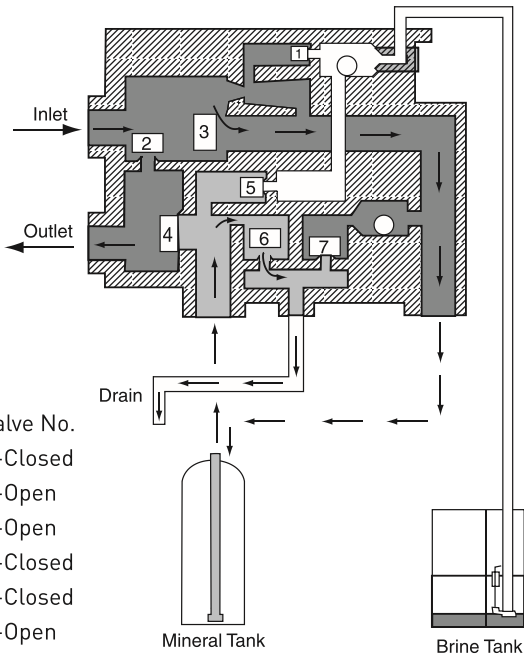 1
Inlet
2
3
5
Outlet
4
6
7
Drain
alve No.
-Closed
-Open
-Open
-Closed
-Closed
-Open
Mineral Tank
Brine Tank